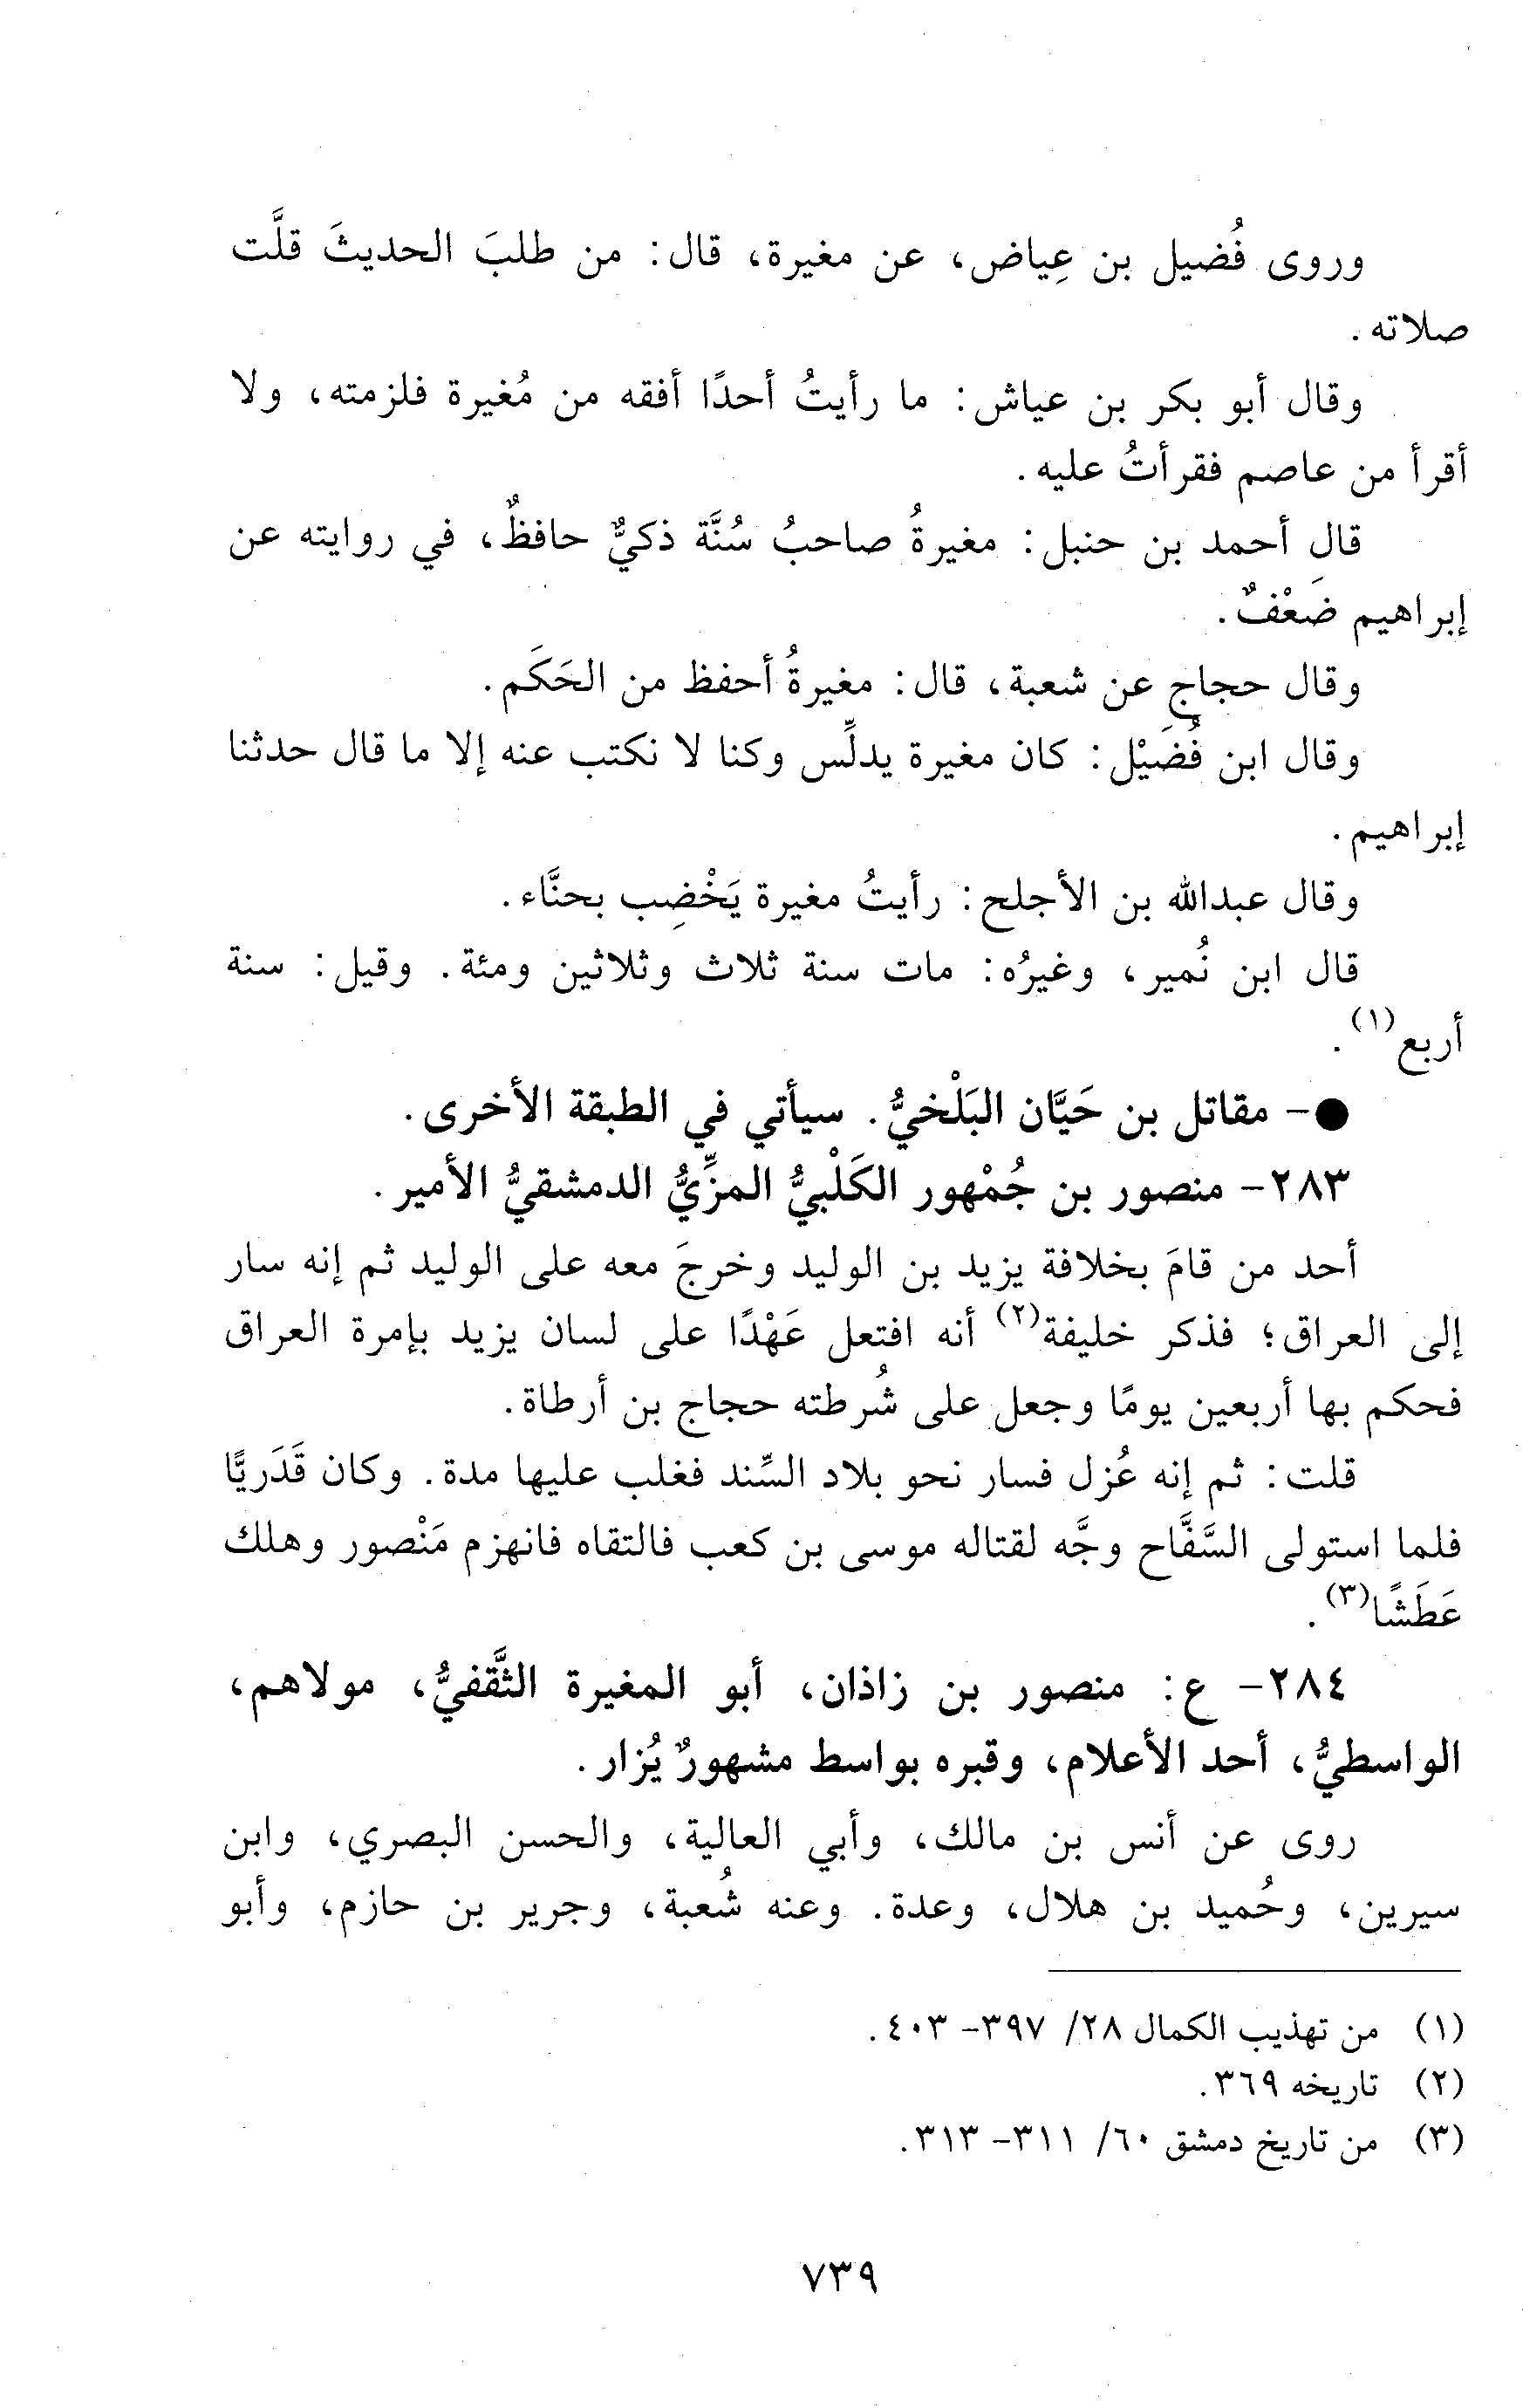 وروى فُضيل بن عِياض، عن مغيرة، قال: من طلبَ الحديثَ قلَّت
صلاته.
وقال أبو بكر بن عياش: ما رأيتُ أحدًا أفقه من مُغيرة فلزمته، ولا
أقرأ من عاصم فقرأتُ عليه.
قال أحمد بن حنبل: مغيرةُ صاحبُ سُنَّة ذكيٌّ حافظٌ، في روايته عن
إبراهيم ضَعْفٌ.
وقال حجاج عن شعبة، قال: مغيرةُ أحفظ من الحَكَم.
وقال ابن فُضَيْل: كان مغيرة يدلِّس وكنا لا نكتب عنه إلا ما قال حدثنا
إبراهيم.
وقال عبدالله بن الأجلح: رأيتُ مغيرة يَخْضِب بحنَّاء.
قال ابن نُمير، وغيرُه: مات سنة ثلاث وثلاثين ومئة. وقيل: سنة
أربع(١).
●- مقاتل بن حَيَّان البَلْخيُّ. سيأتي في الطبقة الأخرى.
٢٨٣- منصور بن جُمْهور الكَلْبيُّ المزِّيُّ الدمشقيُّ الأمير.
أحد من قامَ بخلافة يزيد بن الوليد وخرجَ معه على الوليد ثم إنه سار
إلى العراق؛ فذكر خليفة(٢) أنه افتعل عَهْدًا على لسان يزيد بإمرة العراق
فحكم بها أربعين يومًا وجعل على شُرطته حجاج بن أرطاة.
قلت: ثم إنه عُزل فسار نحو بلاد السِّند فغلب عليها مدة. وكان قَدَريًّا
فلما استولى السَّفَّاح وجَّه لقتاله موسى بن كعب فالتقاه فانهزم مَنْصور وهلك
عَطَشًا(٣).
٢٨٤- ع: منصور بن زاذان، أبو المغيرة الثَّقفيُّ، مولاهم،
الواسطيُّ، أحد الأعلام، وقبره بواسط مشهورٌ يُزار.
روى عن أنس بن مالك، وأبي العالية، والحسن البصري، وابن
سيرين، وحُميد بن هلال، وعدة. وعنه شُعبة، وجرير بن حازم، وأبو
(١) من تهذيب الكمال ٢٨/ ٣٩٧- ٤٠٣.
(٢) تاريخه ٣٦٩.
(٣) من تاريخ دمشق ٦٠/ ٣١١- ٣١٣.
٧٣٩